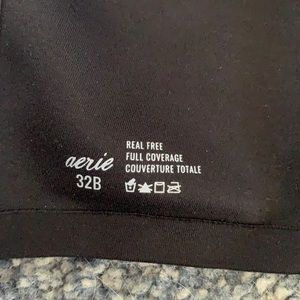 aerie
32B
REAL FREE
FULL COVERAGE
COUVERTURE TOTALE